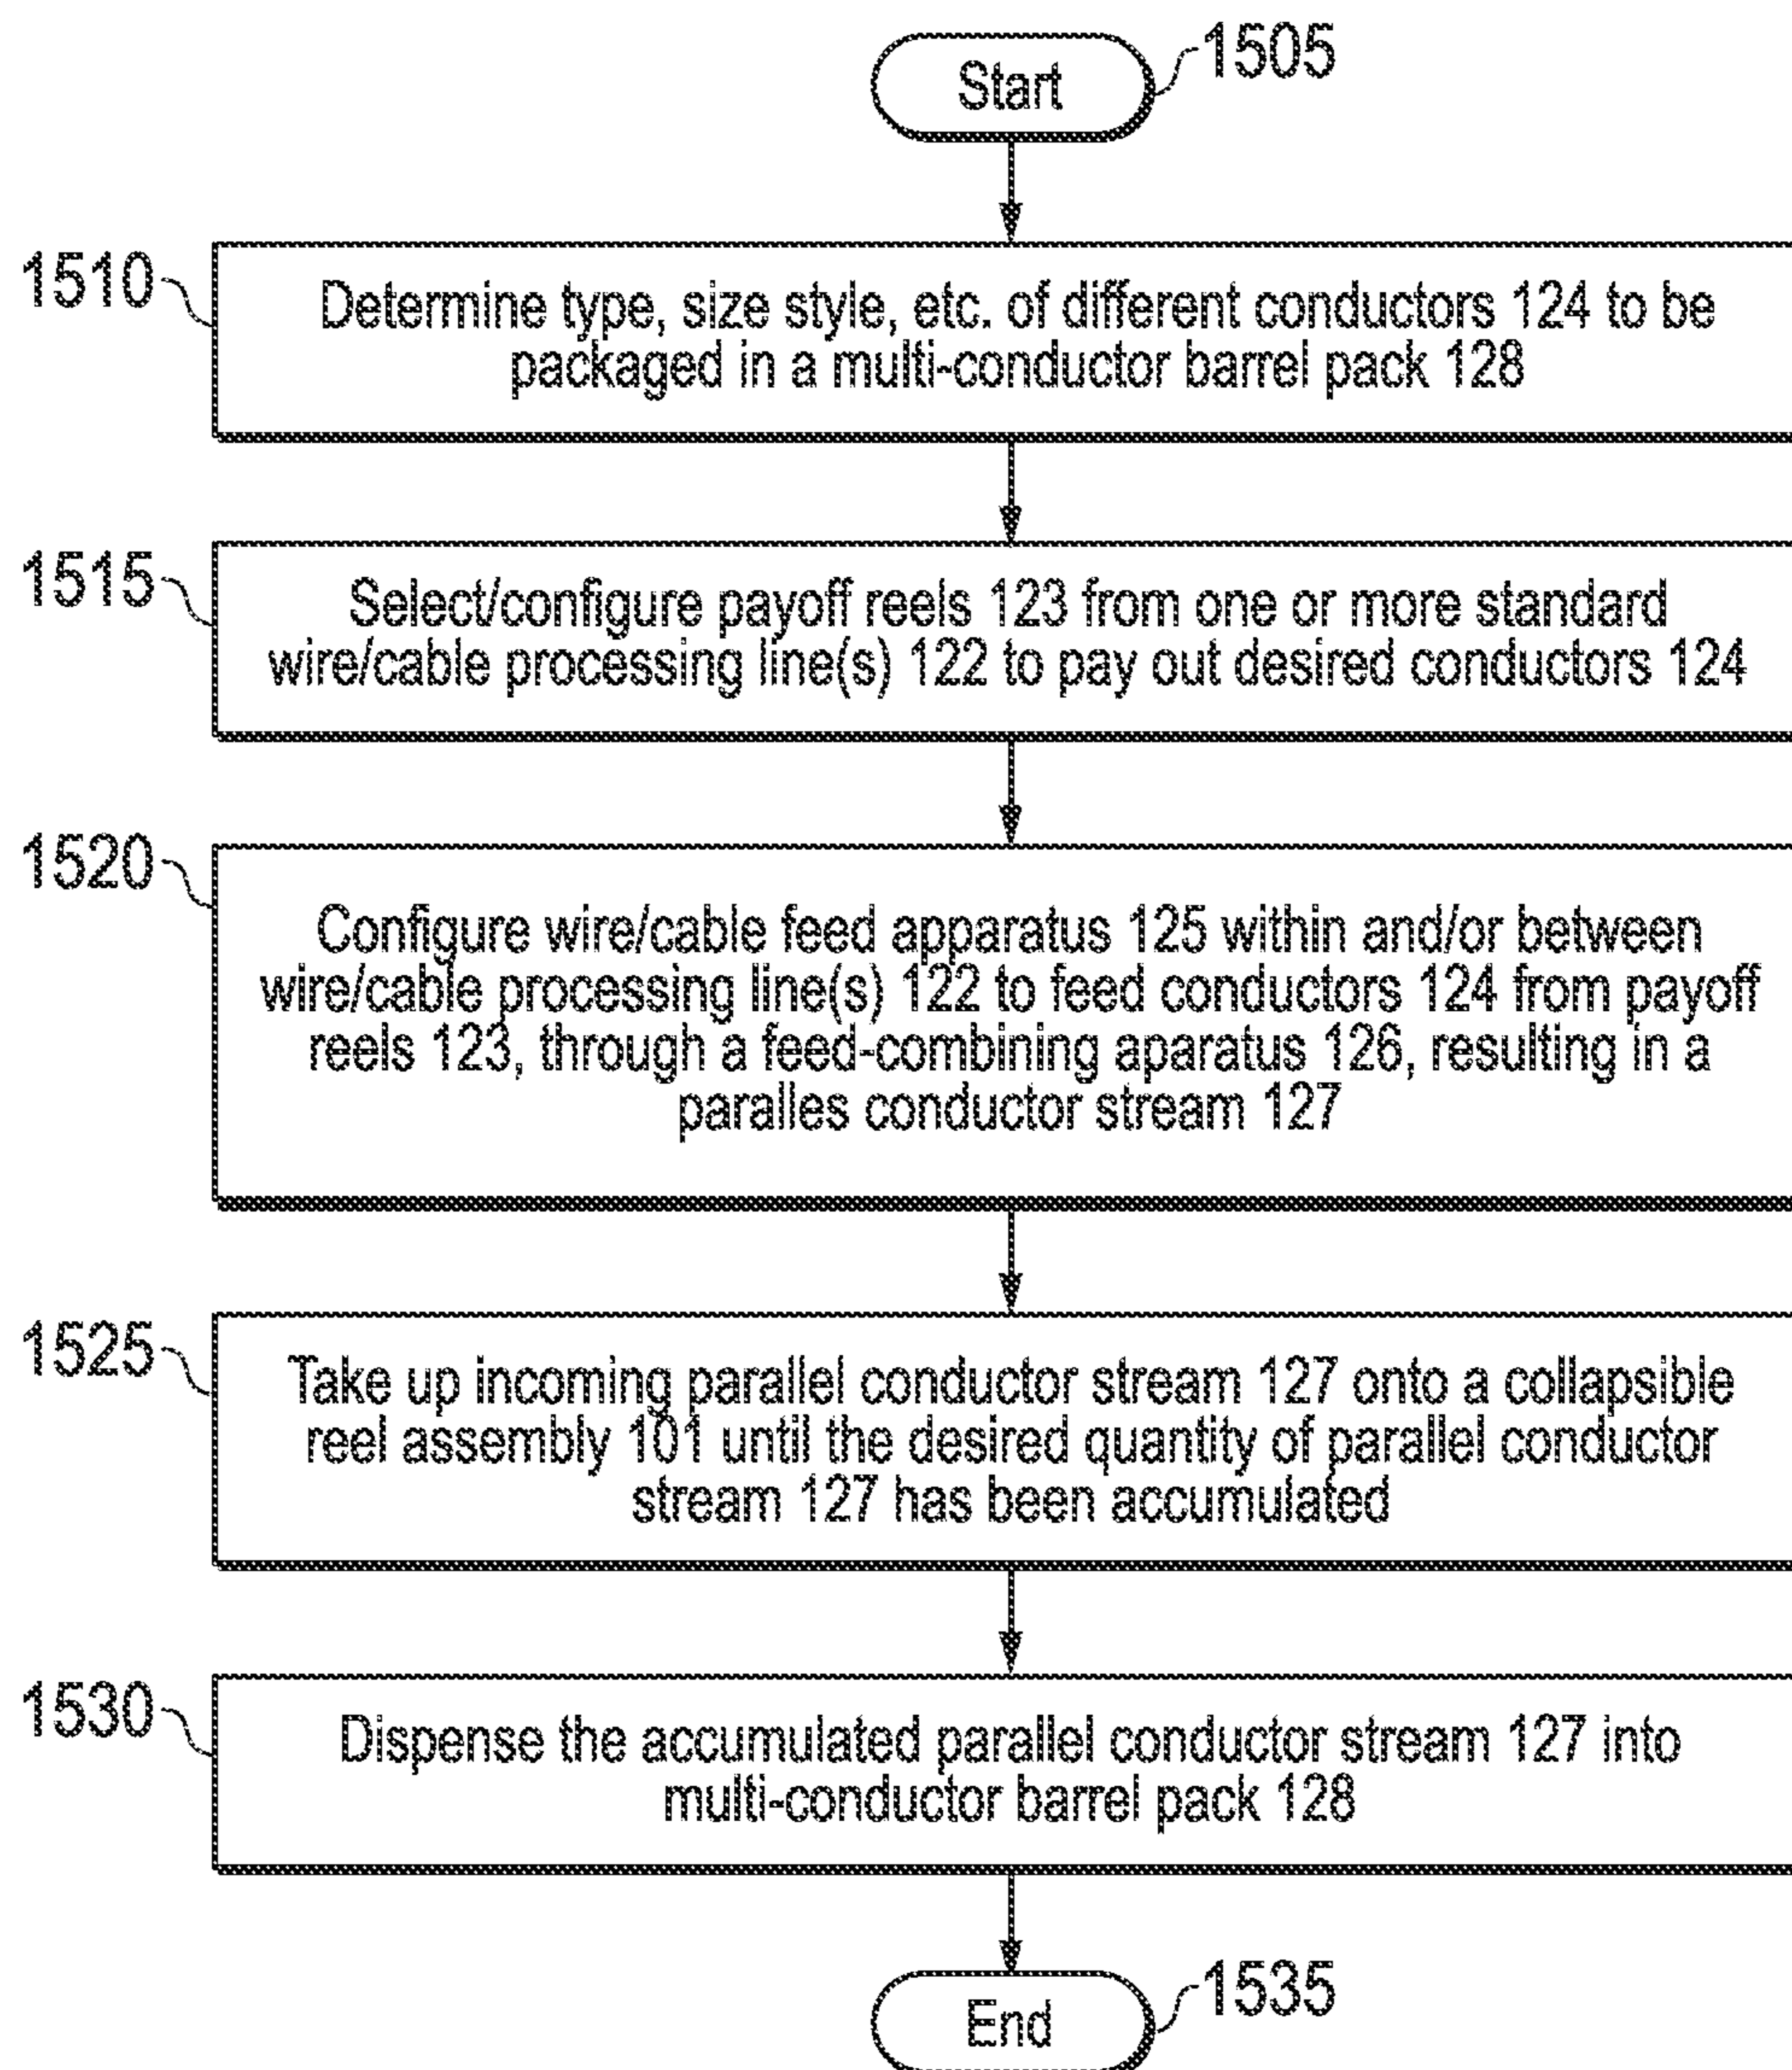 Start
1505
1510
Determine type, size style, etc. of different conductors 124 to be
packaged in a multi-conductor barrel pack 128
1515
Select/configure payoff reels 123 from one or more standard
wire/cable processing line(s) 122 to pay out desired conductors 124
1520
Configure wire/cable feed apparatus 125 within and/or between
wire/cable processing line(s) 122 to feed conductors 124 from payoff
reels 123, through a feed-combining aparatus 126, resulting in a
paralles conductor stream 127
1525
Take up incoming parallel conductor stream 127 onto a collapsible
reel assembly 101 until the desired quantity of parallel conductor
stream 127 has been accumulated
1530
Dispense the accumulated parallel conductor stream 127 into
multi-conductor barrel pack 128
End
1535